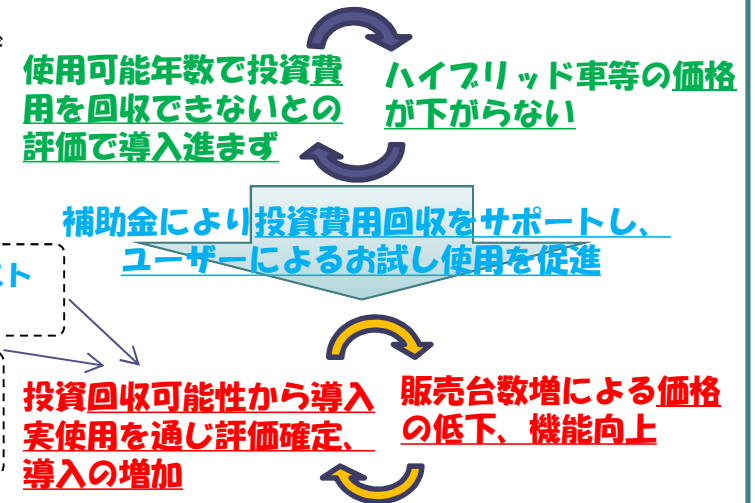 使用可能年数で投資費
用を回収できないとの
評価で導入進まず
ハイブリッド車等の価格
が下がらない
補助金により投資費用回収をサポートし、
ユーザーによるお試し使用を促進
スト
投資回収可能性から導入
実使用を通じ評価確定、
導入の増加
販売台数増による価格
の低下、機能向上